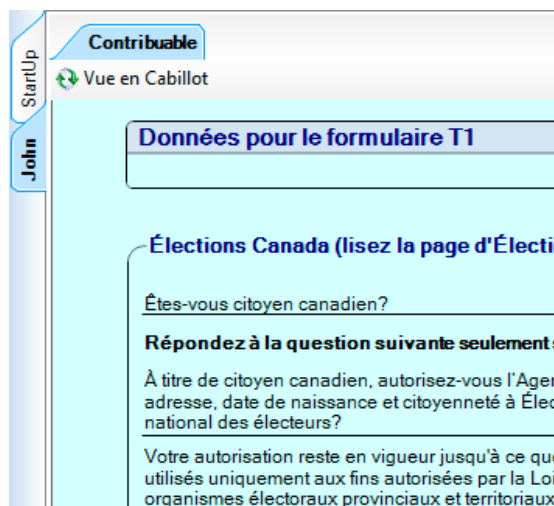 StartUp
John
Contribuable
Vue en Cabillot
Données pour le formulaire T1
Élections Canada (lisez la page d'Électi
Êtes-vous citoyen canadien?
Répondez à la question suivante seulement
À titre de citoyen canadien, autorisez-vous l'Agen
adresse, date de naissance et citoyenneté à Élec
national des électeurs?
Votre autorisation reste en vigueur jusqu'à ce que
utilisés uniquement aux fins autorisées par la Loi
organismes électoraux provinciaux et territoriaux